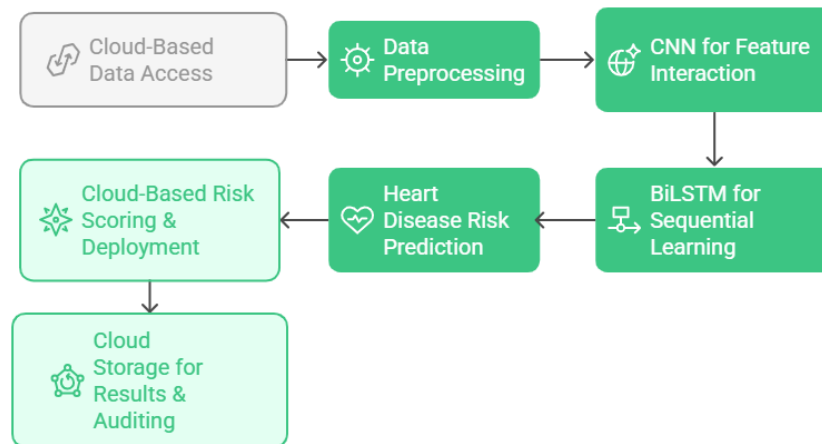 Cloud-Based
Data Access
Data
Preprocessing
CNN for Feature
Interaction
BiLSTM for
Sequential
Learning
Heart
Disease Risk
Prediction
Cloud-Based Risk
Scoring &
Deployment
Cloud
Storage for
Results &
Auditing